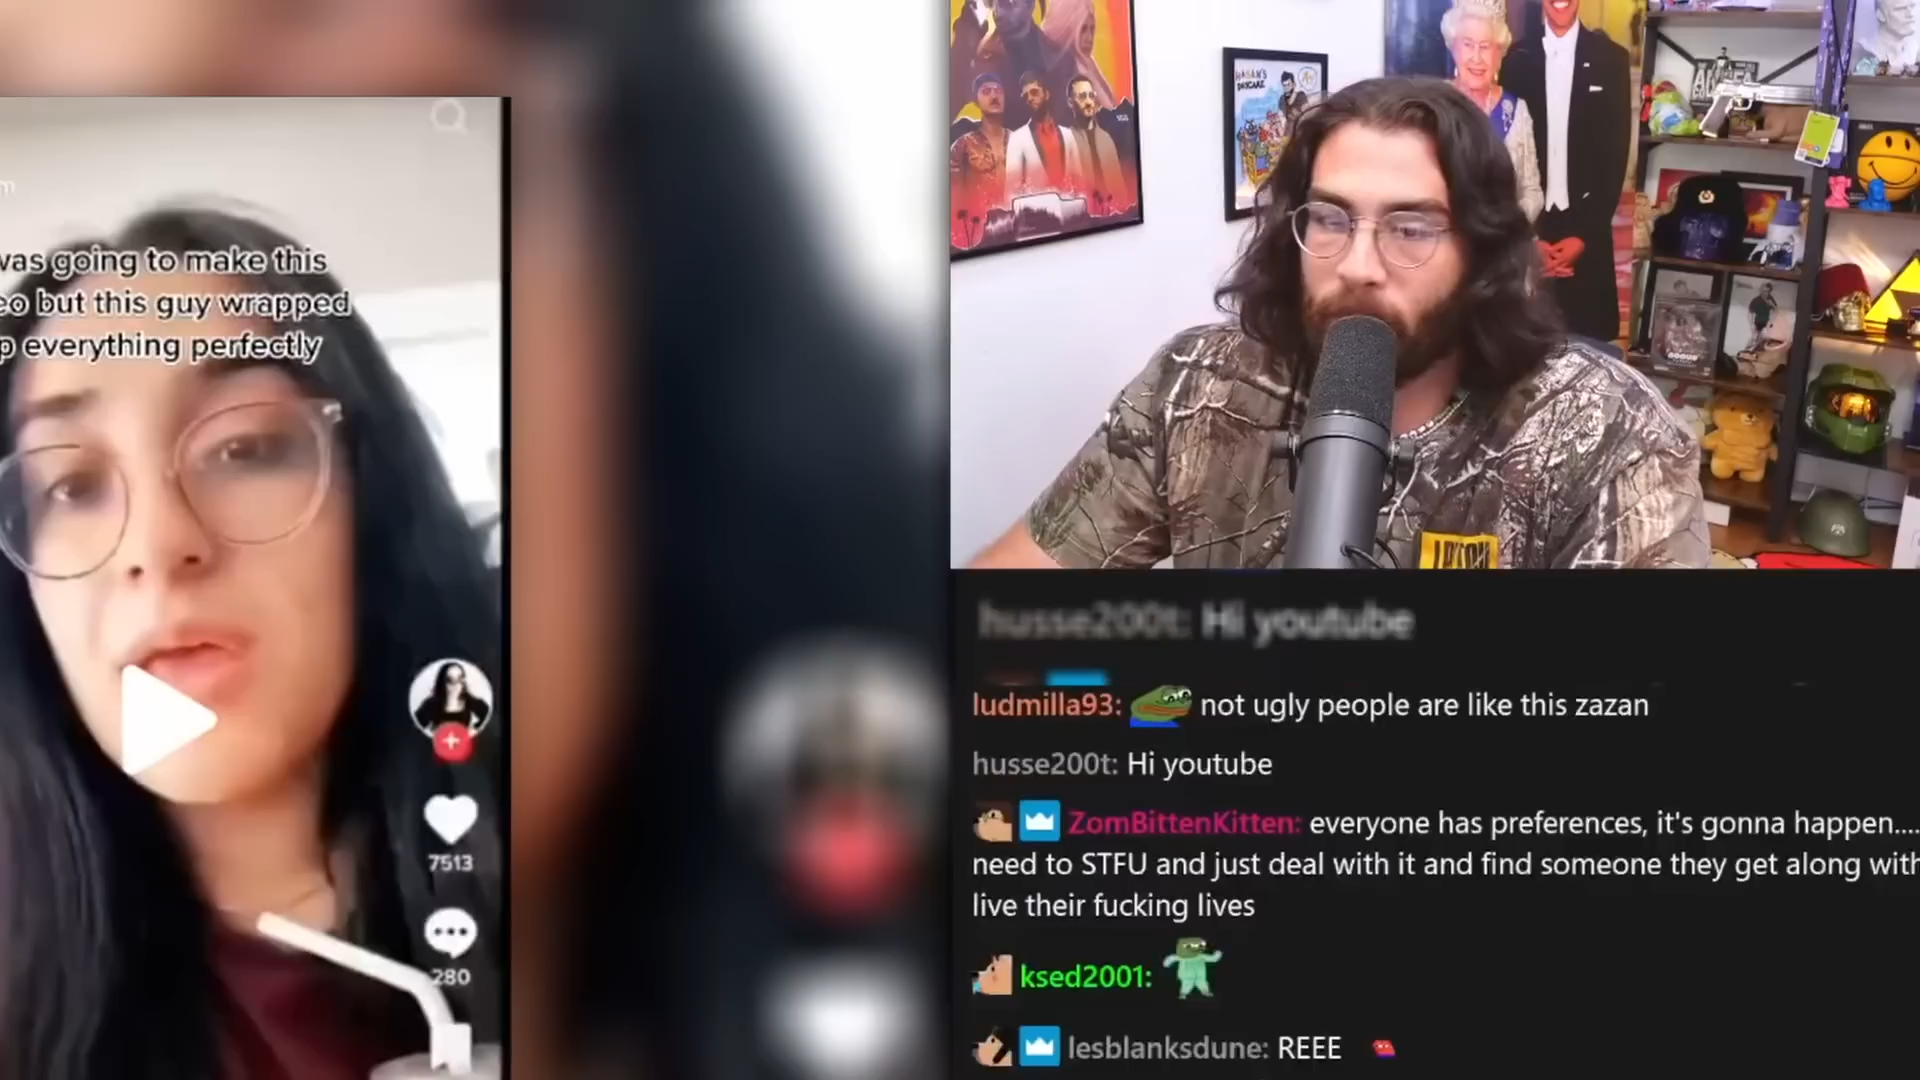 was going to make this
eo but this guy wrapped
p everything perfectly
7513
280
HASAN'S
husse200t: Hi youtube
ludmilla93: not ugly people are like this zazan
husse200t: Hi youtube
ZomBittenKitten: everyone has preferences, it's gonna happen....
need to STFU and just deal with it and find someone they get along with
live their fucking lives
ksed2001:
lesblanksdune: REEE